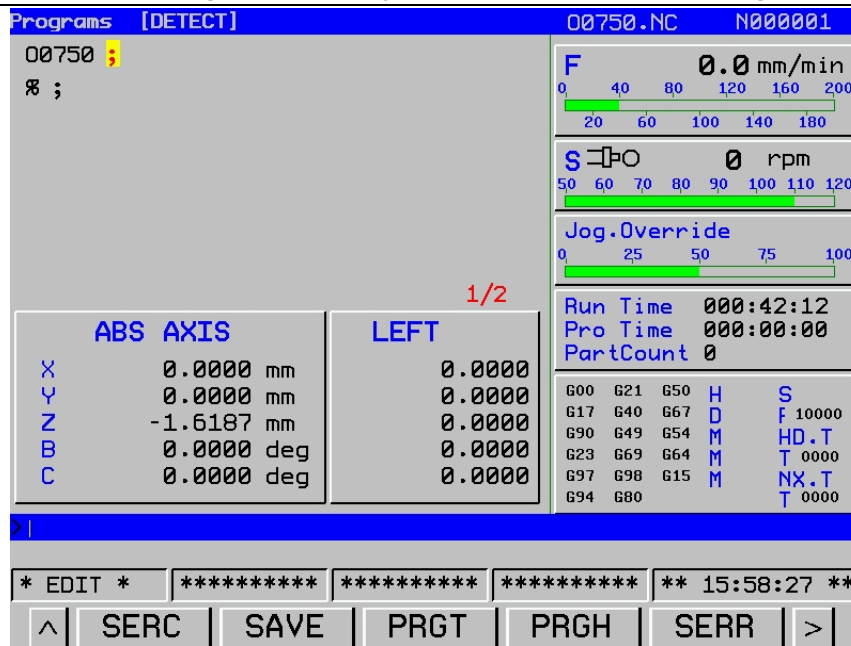 Programs [DETECT] O0750.NC N000001
O0750 ;
% ;
1/2
F 0.0 mm/min
0 40 80 120 160 200
20 60 100 140 180
S 0 rpm
50 60 70 80 90 100 110 120
Jog.Override
0 25 50 75 100
Run Time 000:42:12
Pro Time 000:00:00
PartCount 0
ABS AXIS LEFT
X 0.0000 mm 0.0000
Y 0.0000 mm 0.0000
Z -1.6187 mm 0.0000
B 0.0000 deg 0.0000
C 0.0000 deg 0.0000
G00 G21 G50 H S
G17 G40 G67 D F 10000
G90 G49 G54 M HD.T
G23 G69 G64 M T 0000
G97 G98 G15 M NX.T
G94 G80 T 0000
>|
* EDIT * ********** ********** ********** ** 15:58:27 **
^ SERC SAVE PRGT PRGH SERR >